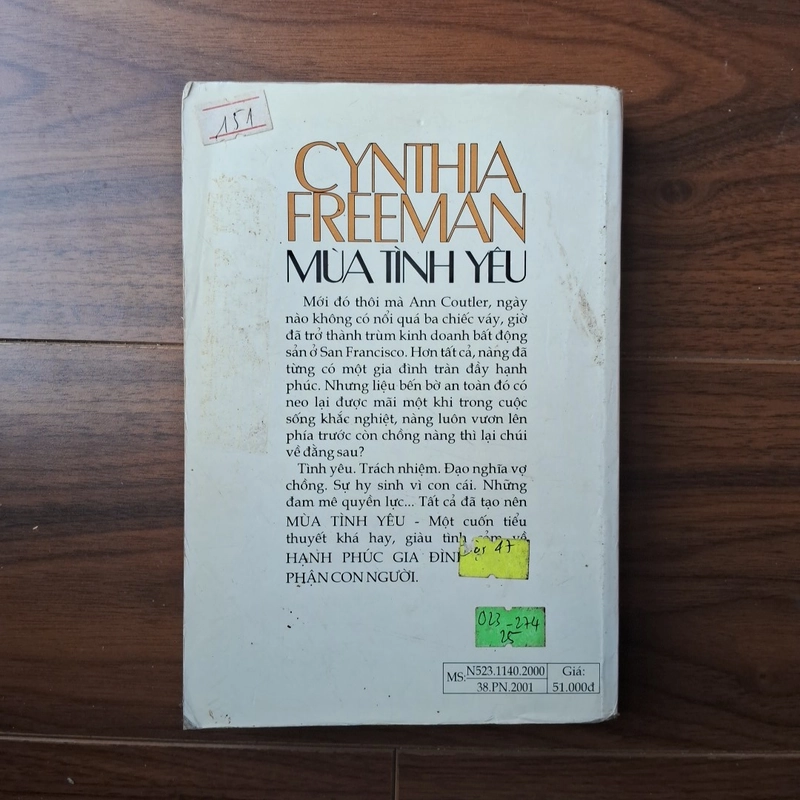 151
CYNTHIA
FREEMAN
MÙA TÌNH YÊU
Mới đó thôi mà Ann Coutler, ngày
nào không có nổi quá ba chiếc váy, giờ
đã trở thành trùm kinh doanh bất động
sản ở San Francisco. Hơn tất cả, nàng đã
từng có một gia đình tràn đầy hạnh
phúc. Nhưng liệu bến bờ an toàn đó có
neo lại được mãi một khi trong cuộc
sống khắc nghiệt, nàng luôn vươn lên
phía trước còn chồng nàng thì lại chúi
về đằng sau?
Tình yêu. Trách nhiệm. Đạo nghĩa vợ
chồng. Sự hy sinh vì con cái. Những
đam mê quyền lực... Tất cả đã tạo nên
MÙA TÌNH YÊU - Một cuốn tiểu
thuyết khá hay, giàu tình cảm về
HẠNH PHÚC GIA ĐÌNH
PHẬN CON NGƯỜI.
47
023-274
25
MS: N523.1140.2000
38.PN.2001
Giá:
51.000đ